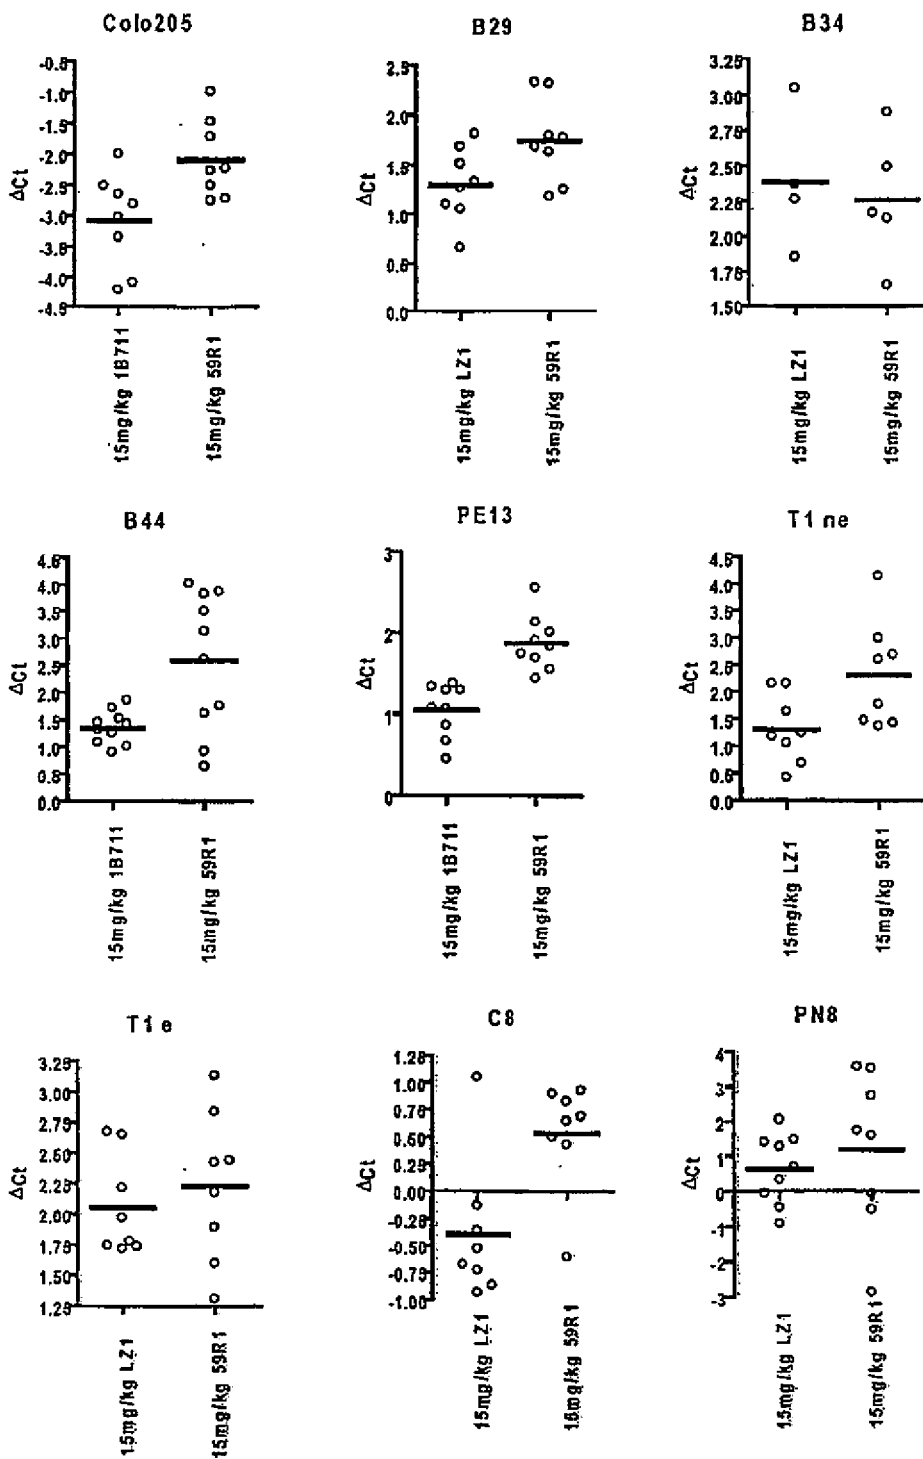 Colo205
ΔCt
-0.5
-1.0
-1.5
-2.0
-2.5
-3.0
-3.5
-4.0
-4.5
15mg/kg 1B711
15mg/kg 59R1
B29
ΔCt
2.5
2.0
1.5
1.0
0.5
0.0
15mg/kg LZ1
15mg/kg 59R1
B34
ΔCt
3.25
3.00
2.75
2.50
2.25
2.00
1.75
1.50
15mg/kg LZ1
15mg/kg 59R1
B44
ΔCt
4.5
4.0
3.5
3.0
2.5
2.0
1.5
1.0
0.5
0.0
15mg/kg 1B711
15mg/kg 59R1
PE13
ΔCt
3
2
1
0
15mg/kg 1B711
15mg/kg 59R1
T1 ne
ΔCt
4.5
4.0
3.5
3.0
2.5
2.0
1.5
1.0
0.5
0.0
15mg/kg LZ1
15mg/kg 59R1
T1 e
ΔCt
3.25
3.00
2.75
2.50
2.25
2.00
1.75
1.50
1.25
15mg/kg LZ1
15mg/kg 59R1
C8
ΔCt
1.25
1.00
0.75
0.50
0.25
0.00
-0.25
-0.50
-0.75
-1.00
15mg/kg LZ1
15mg/kg 59R1
PN8
ΔCt
4
3
2
1
0
-1
-2
-3
15mg/kg LZ1
15mg/kg 59R1